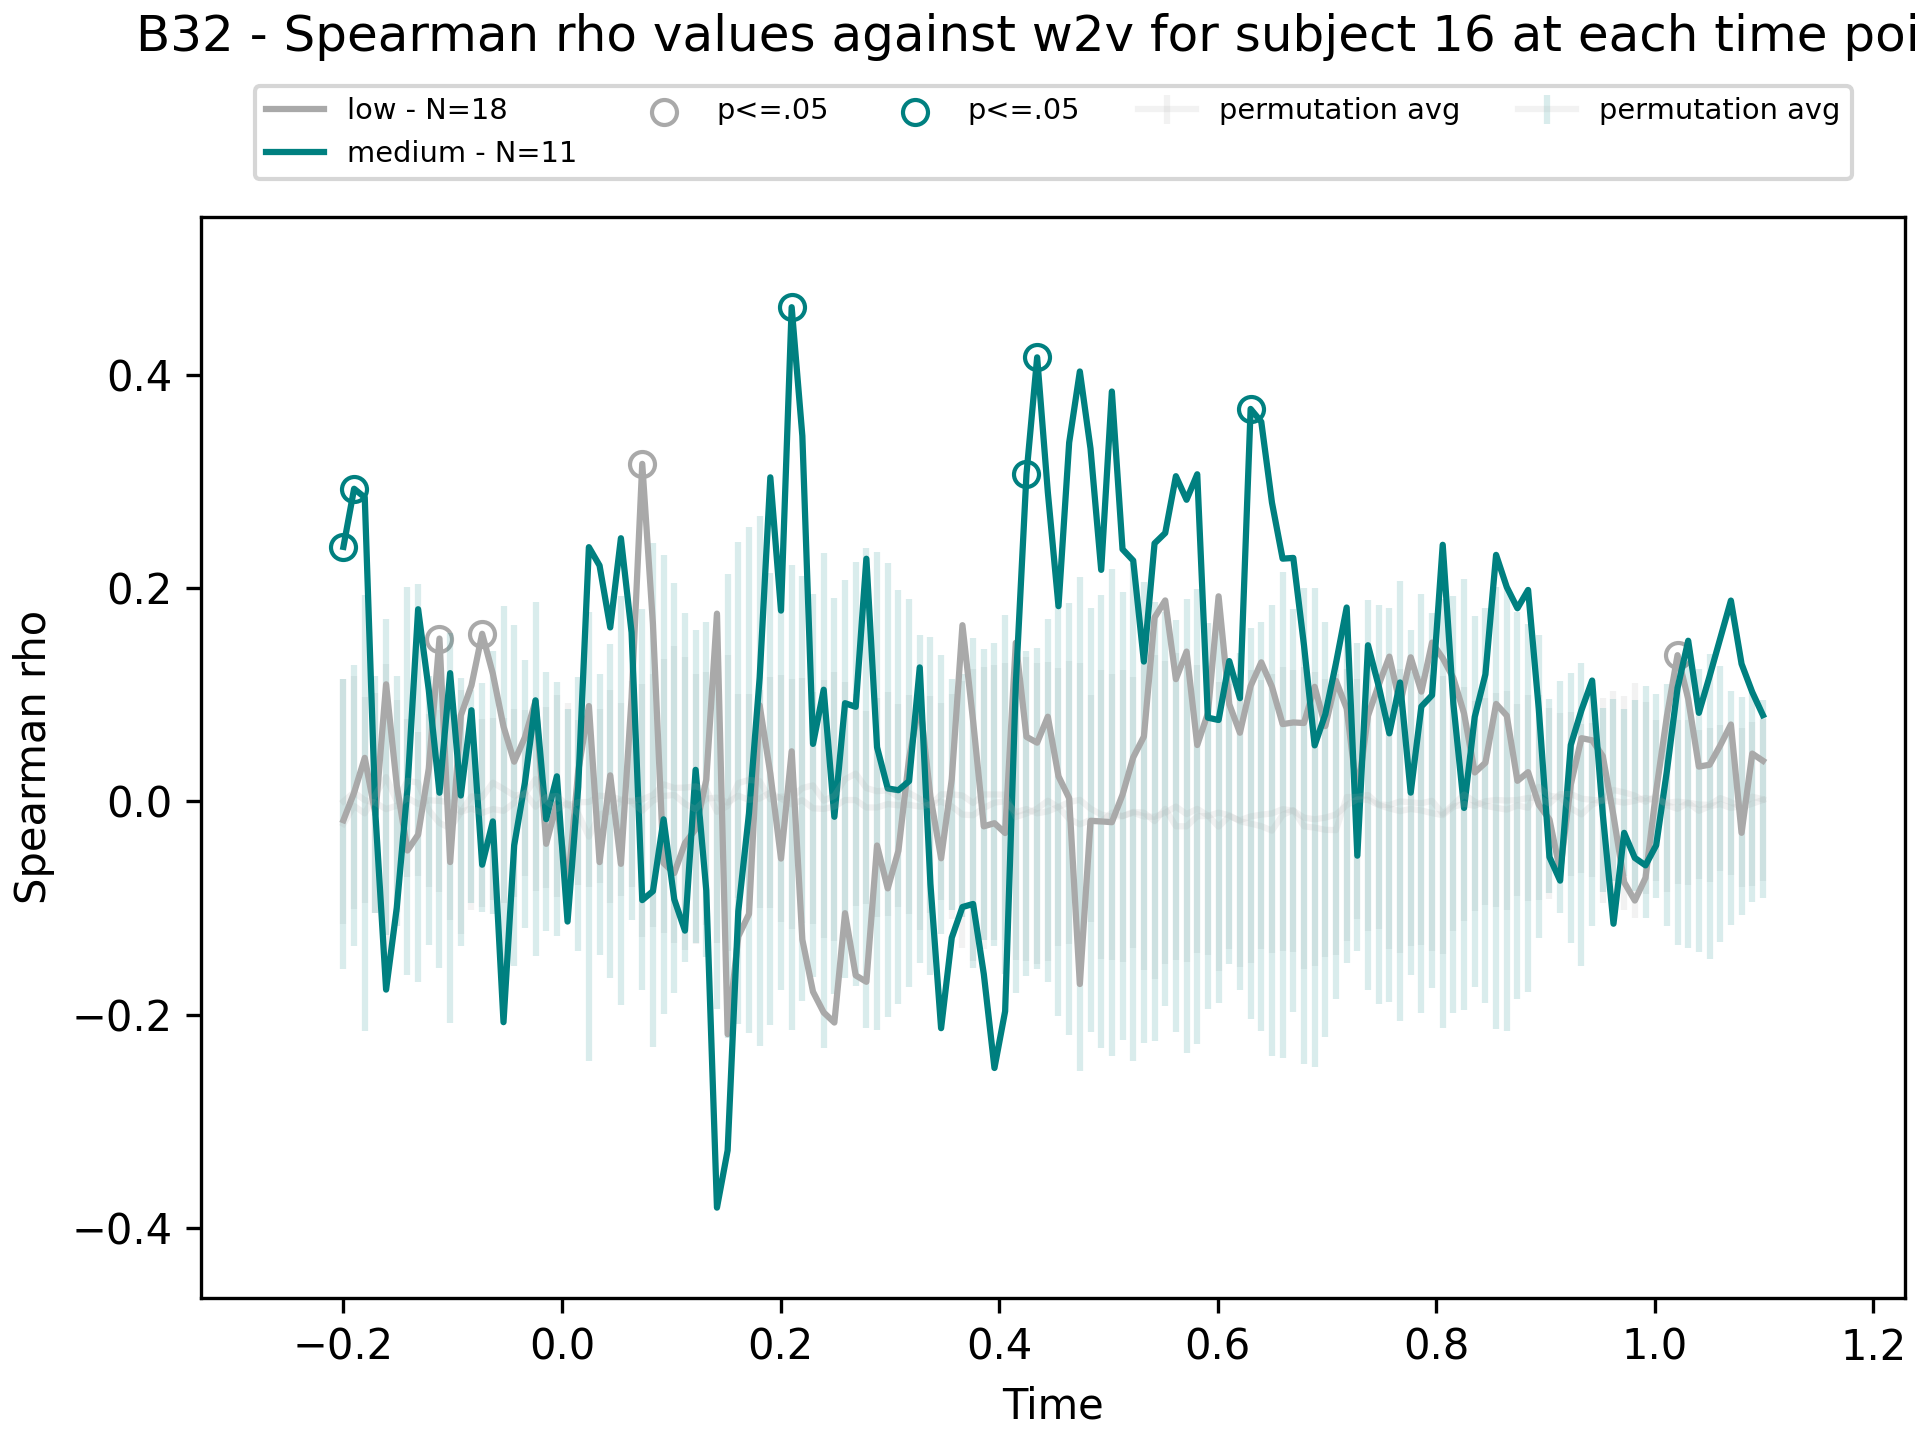 B32 - Spearman rho values against w2v for subject 16 at each time poi
low - N=18
medium - N=11
p<=.05
p<=.05
permutation avg
permutation avg
Spearman rho
0.4
0.2
0.0
−0.2
−0.4
−0.2
0.0
0.2
0.4
0.6
0.8
1.0
1.2
Time